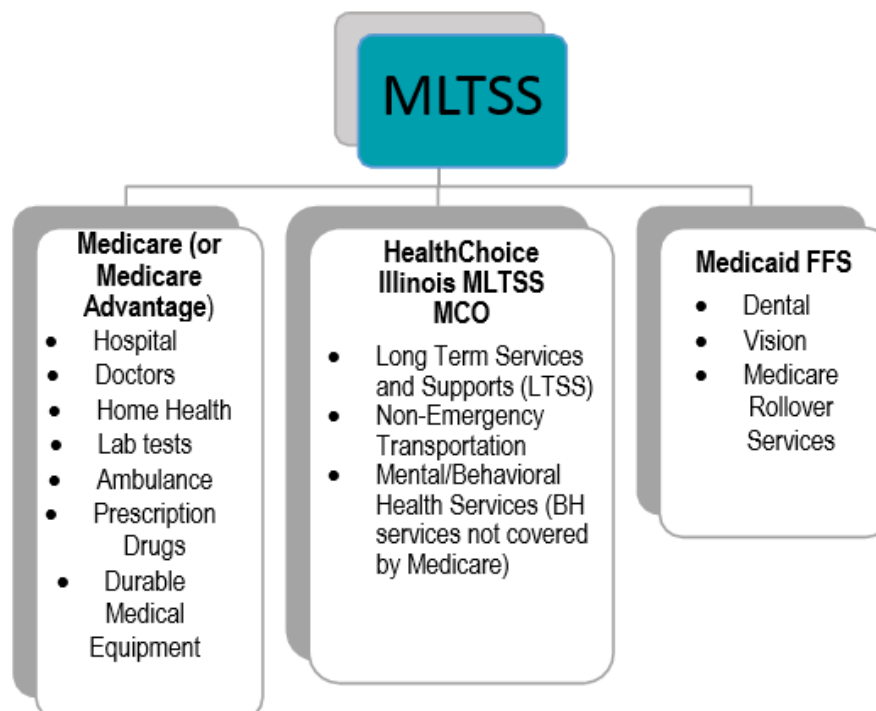 MLTSS
Medicare (or
Medicare
Advantage)
• Hospital
• Doctors
• Home Health
• Lab tests
• Ambulance
• Prescription
Drugs
• Durable
Medical
Equipment
HealthChoice
Illinois MLTSS
MCO
• Long Term Services
and Supports (LTSS)
• Non-Emergency
Transportation
• Mental/Behavioral
Health Services (BH
services not covered
by Medicare)
Medicaid FFS
• Dental
• Vision
• Medicare
Rollover
Services